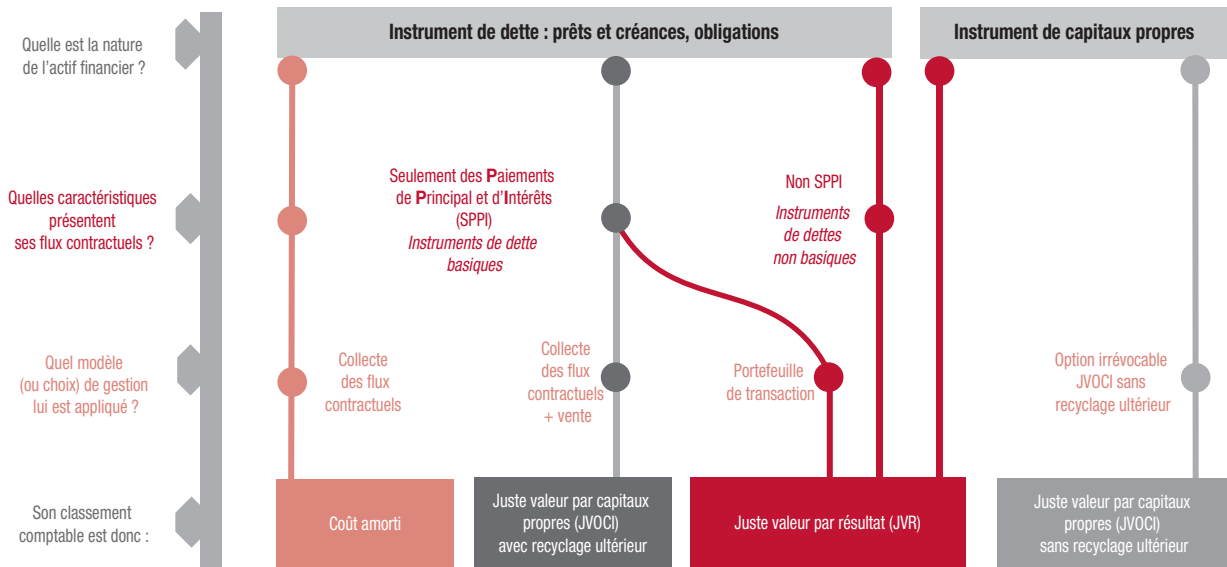 Quelle est la nature
de l'actif financier ?
Instrument de dette : prêts et créances, obligations
Instrument de capitaux propres
Quelles caractéristiques
présentent
ses flux contractuels ?
Seulement des Paiements
de Principal et d'Intérêts
(SPPI)
Instruments de dette
basiques
Non SPPI
Instruments
de dettes
non basiques
Quel modèle
(ou choix) de gestion
lui est appliqué ?
Collecte
des flux
contractuels
Collecte
des flux
contractuels
+ vente
Portefeuille
de transaction
Option irrévocable
JVOCI sans
recyclage ultérieur
Son classement
comptable est donc :
Coût amorti
Juste valeur par capitaux
propres (JVOCI)
avec recyclage ultérieur
Juste valeur par résultat (JVR)
Juste valeur par capitaux
propres (JVOCI)
sans recyclage ultérieur